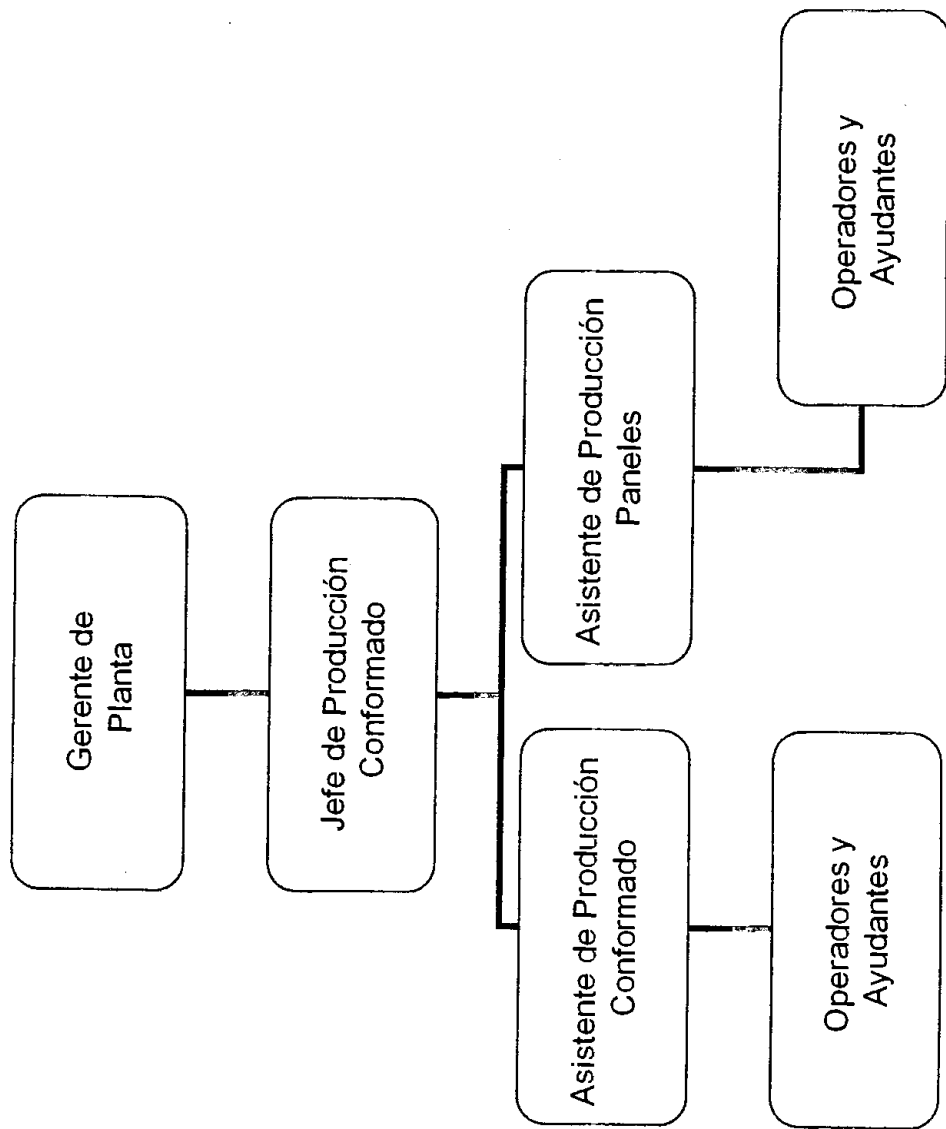 Gerente de
Planta
Jefe de Producción
Conformado
Asistente de Producción
Conformado
Asistente de Producción
Paneles
Operadores y
Ayudantes
Operadores y
Ayudantes